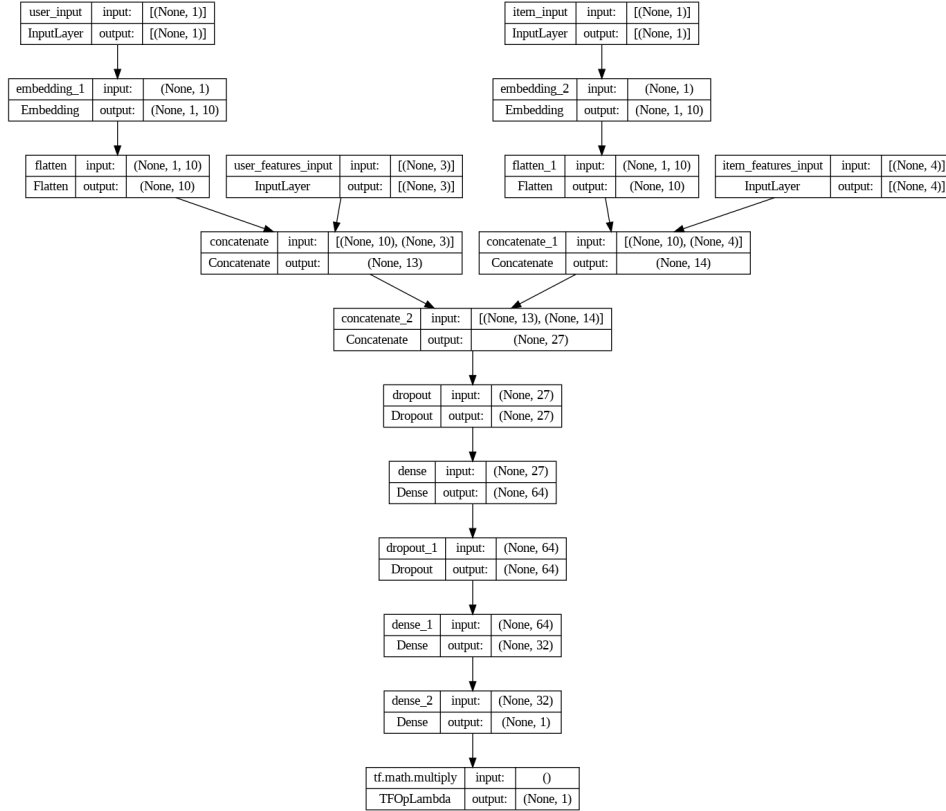 user_input input: [(None, 1)]
InputLayer output: [(None, 1)]
item_input input: [(None, 1)]
InputLayer output: [(None, 1)]
embedding_1 input: (None, 1)
Embedding output: (None, 1, 10)
embedding_2 input: (None, 1)
Embedding output: (None, 1, 10)
flatten input: (None, 1, 10)
Flatten output: (None, 10)
user_features_input input: [(None, 3)]
InputLayer output: [(None, 3)]
flatten_1 input: (None, 1, 10)
Flatten output: (None, 10)
item_features_input input: [(None, 4)]
InputLayer output: [(None, 4)]
concatenate input: [(None, 10), (None, 3)]
Concatenate output: (None, 13)
concatenate_1 input: [(None, 10), (None, 4)]
Concatenate output: (None, 14)
concatenate_2 input: [(None, 13), (None, 14)]
Concatenate output: (None, 27)
dropout input: (None, 27)
Dropout output: (None, 27)
dense input: (None, 27)
Dense output: (None, 64)
dropout_1 input: (None, 64)
Dropout output: (None, 64)
dense_1 input: (None, 64)
Dense output: (None, 32)
dense_2 input: (None, 32)
Dense output: (None, 1)
tf.math.multiply input: ()
TFOpLambda output: (None, 1)